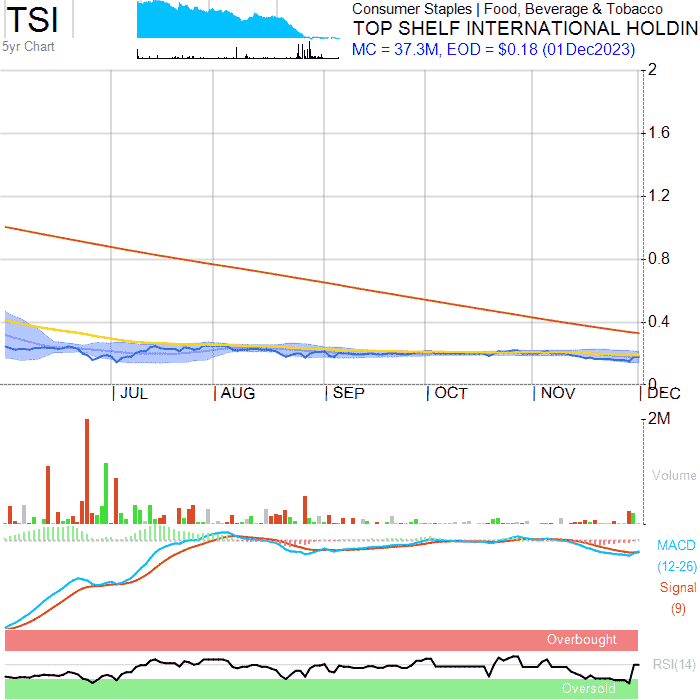 TSI
5yr Chart
Consumer Staples | Food, Beverage & Tobacco
TOP SHELF INTERNATIONAL HOLDIN
MC = 37.3M, EOD = $0.18 (01Dec2023)
2
1.6
1.2
0.8
0.4
0
JUL
AUG
SEP
OCT
NOV
DEC
2M
Volume
MACD
(12-26)
Signal
(9)
Overbought
RSI(14)
Oversold